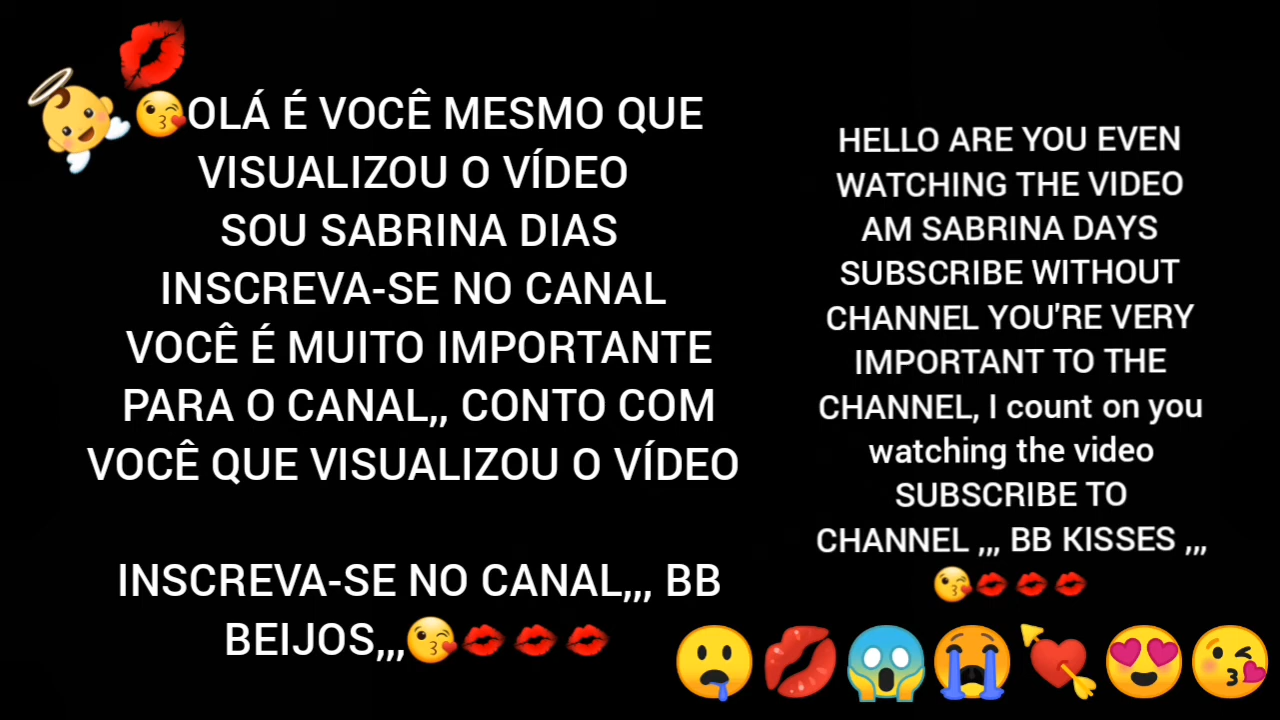 OLÁ É VOCÊ MESMO QUE
VISUALIZOU O VÍDEO
SOU SABRINA DIAS
INSCREVA-SE NO CANAL
VOCÊ É MUITO IMPORTANTE
PARA O CANAL,, CONTO COM
VOCÊ QUE VISUALIZOU O VÍDEO
INSCREVA-SE NO CANAL,,, BB
BEIJOS,,,😘💋💋💋
HELLO ARE YOU EVEN
WATCHING THE VIDEO
AM SABRINA DAYS
SUBSCRIBE WITHOUT
CHANNEL YOU'RE VERY
IMPORTANT TO THE
CHANNEL, I count on you
watching the video
SUBSCRIBE TO
CHANNEL ,,, BB KISSES ,,,
😘💋💋💋